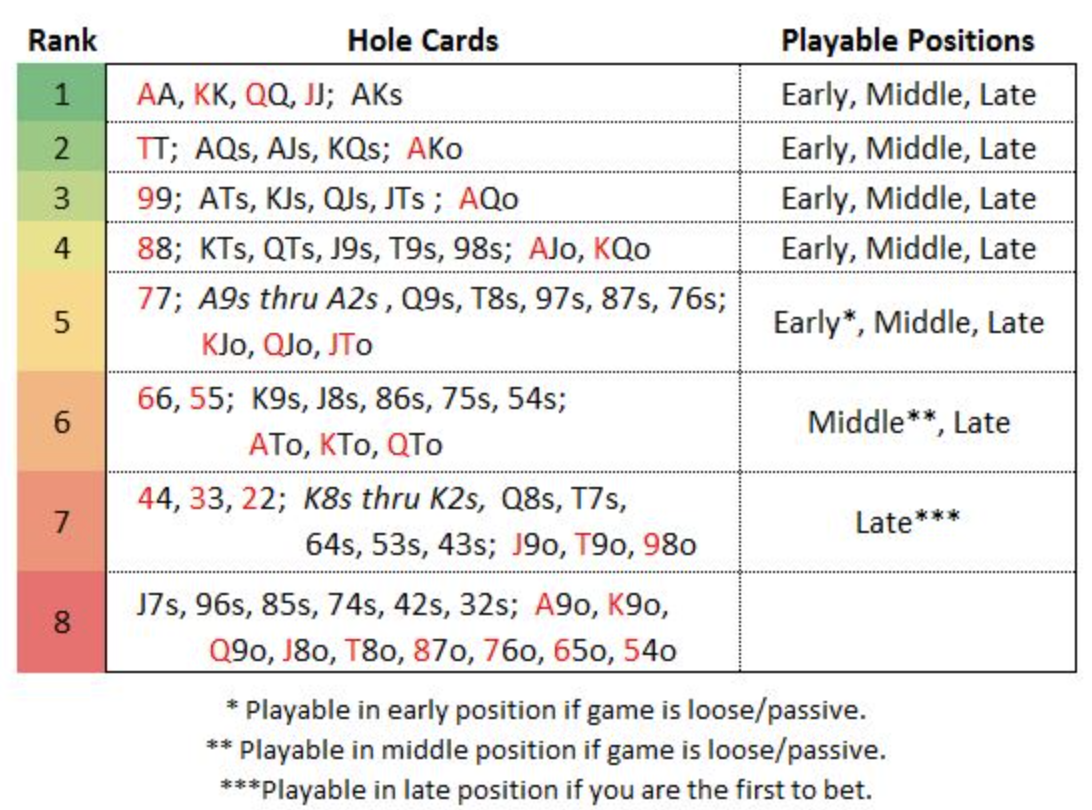 Rank Hole Cards Playable Positions
1 AA, KK, QQ, JJ; AKs Early, Middle, Late
2 TT; AQs, AJs, KQs; AKo Early, Middle, Late
3 99; ATs, KJs, QJs, JTs ; AQo Early, Middle, Late
4 88; KTs, QTs, J9s, T9s, 98s; AJo, KQo Early, Middle, Late
5 77; A9s thru A2s , Q9s, T8s, 97s, 87s, 76s;
KJo, QJo, JTo Early*, Middle, Late
6 66, 55; K9s, J8s, 86s, 75s, 54s;
ATo, KTo, QTo Middle**, Late
7 44, 33, 22; K8s thru K2s, Q8s, T7s,
64s, 53s, 43s; J9o, T9o, 98o Late***
8 J7s, 96s, 85s, 74s, 42s, 32s; A9o, K9o,
Q9o, J8o, T8o, 87o, 76o, 65o, 54o
* Playable in early position if game is loose/passive.
** Playable in middle position if game is loose/passive.
***Playable in late position if you are the first to bet.